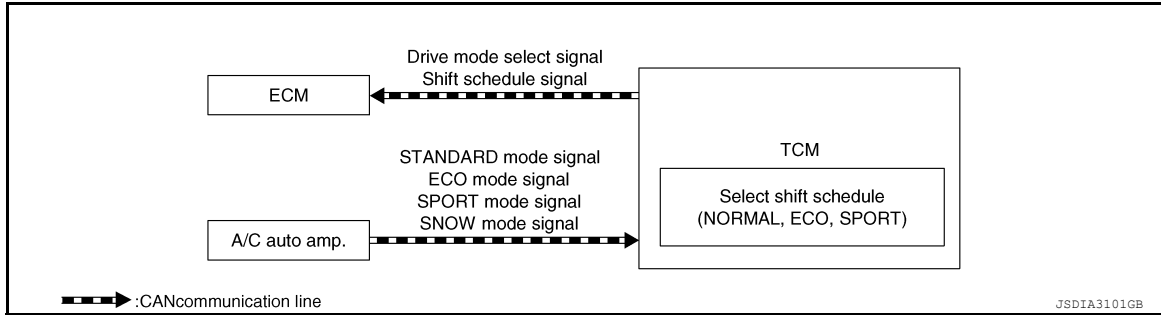 Drive mode select signal
Shift schedule signal
ECM
TCM
STANDARD mode signal
ECO mode signal
SPORT mode signal
SNOW mode signal
Select shift schedule
(NORMAL, ECO, SPORT)
A/C auto amp.
:CANcommunication line
JSDIA3101GB